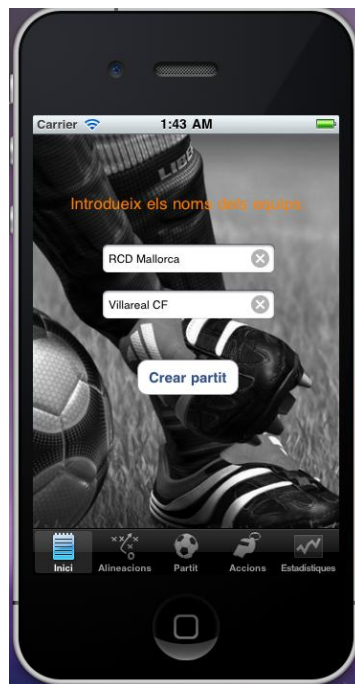 Carrier
1:43 AM
Introdueix els noms dels equips
RCD Mallorca
Villareal CF
Crear partit
Inici
Alineacions
Partit
Accions
Estadístiques